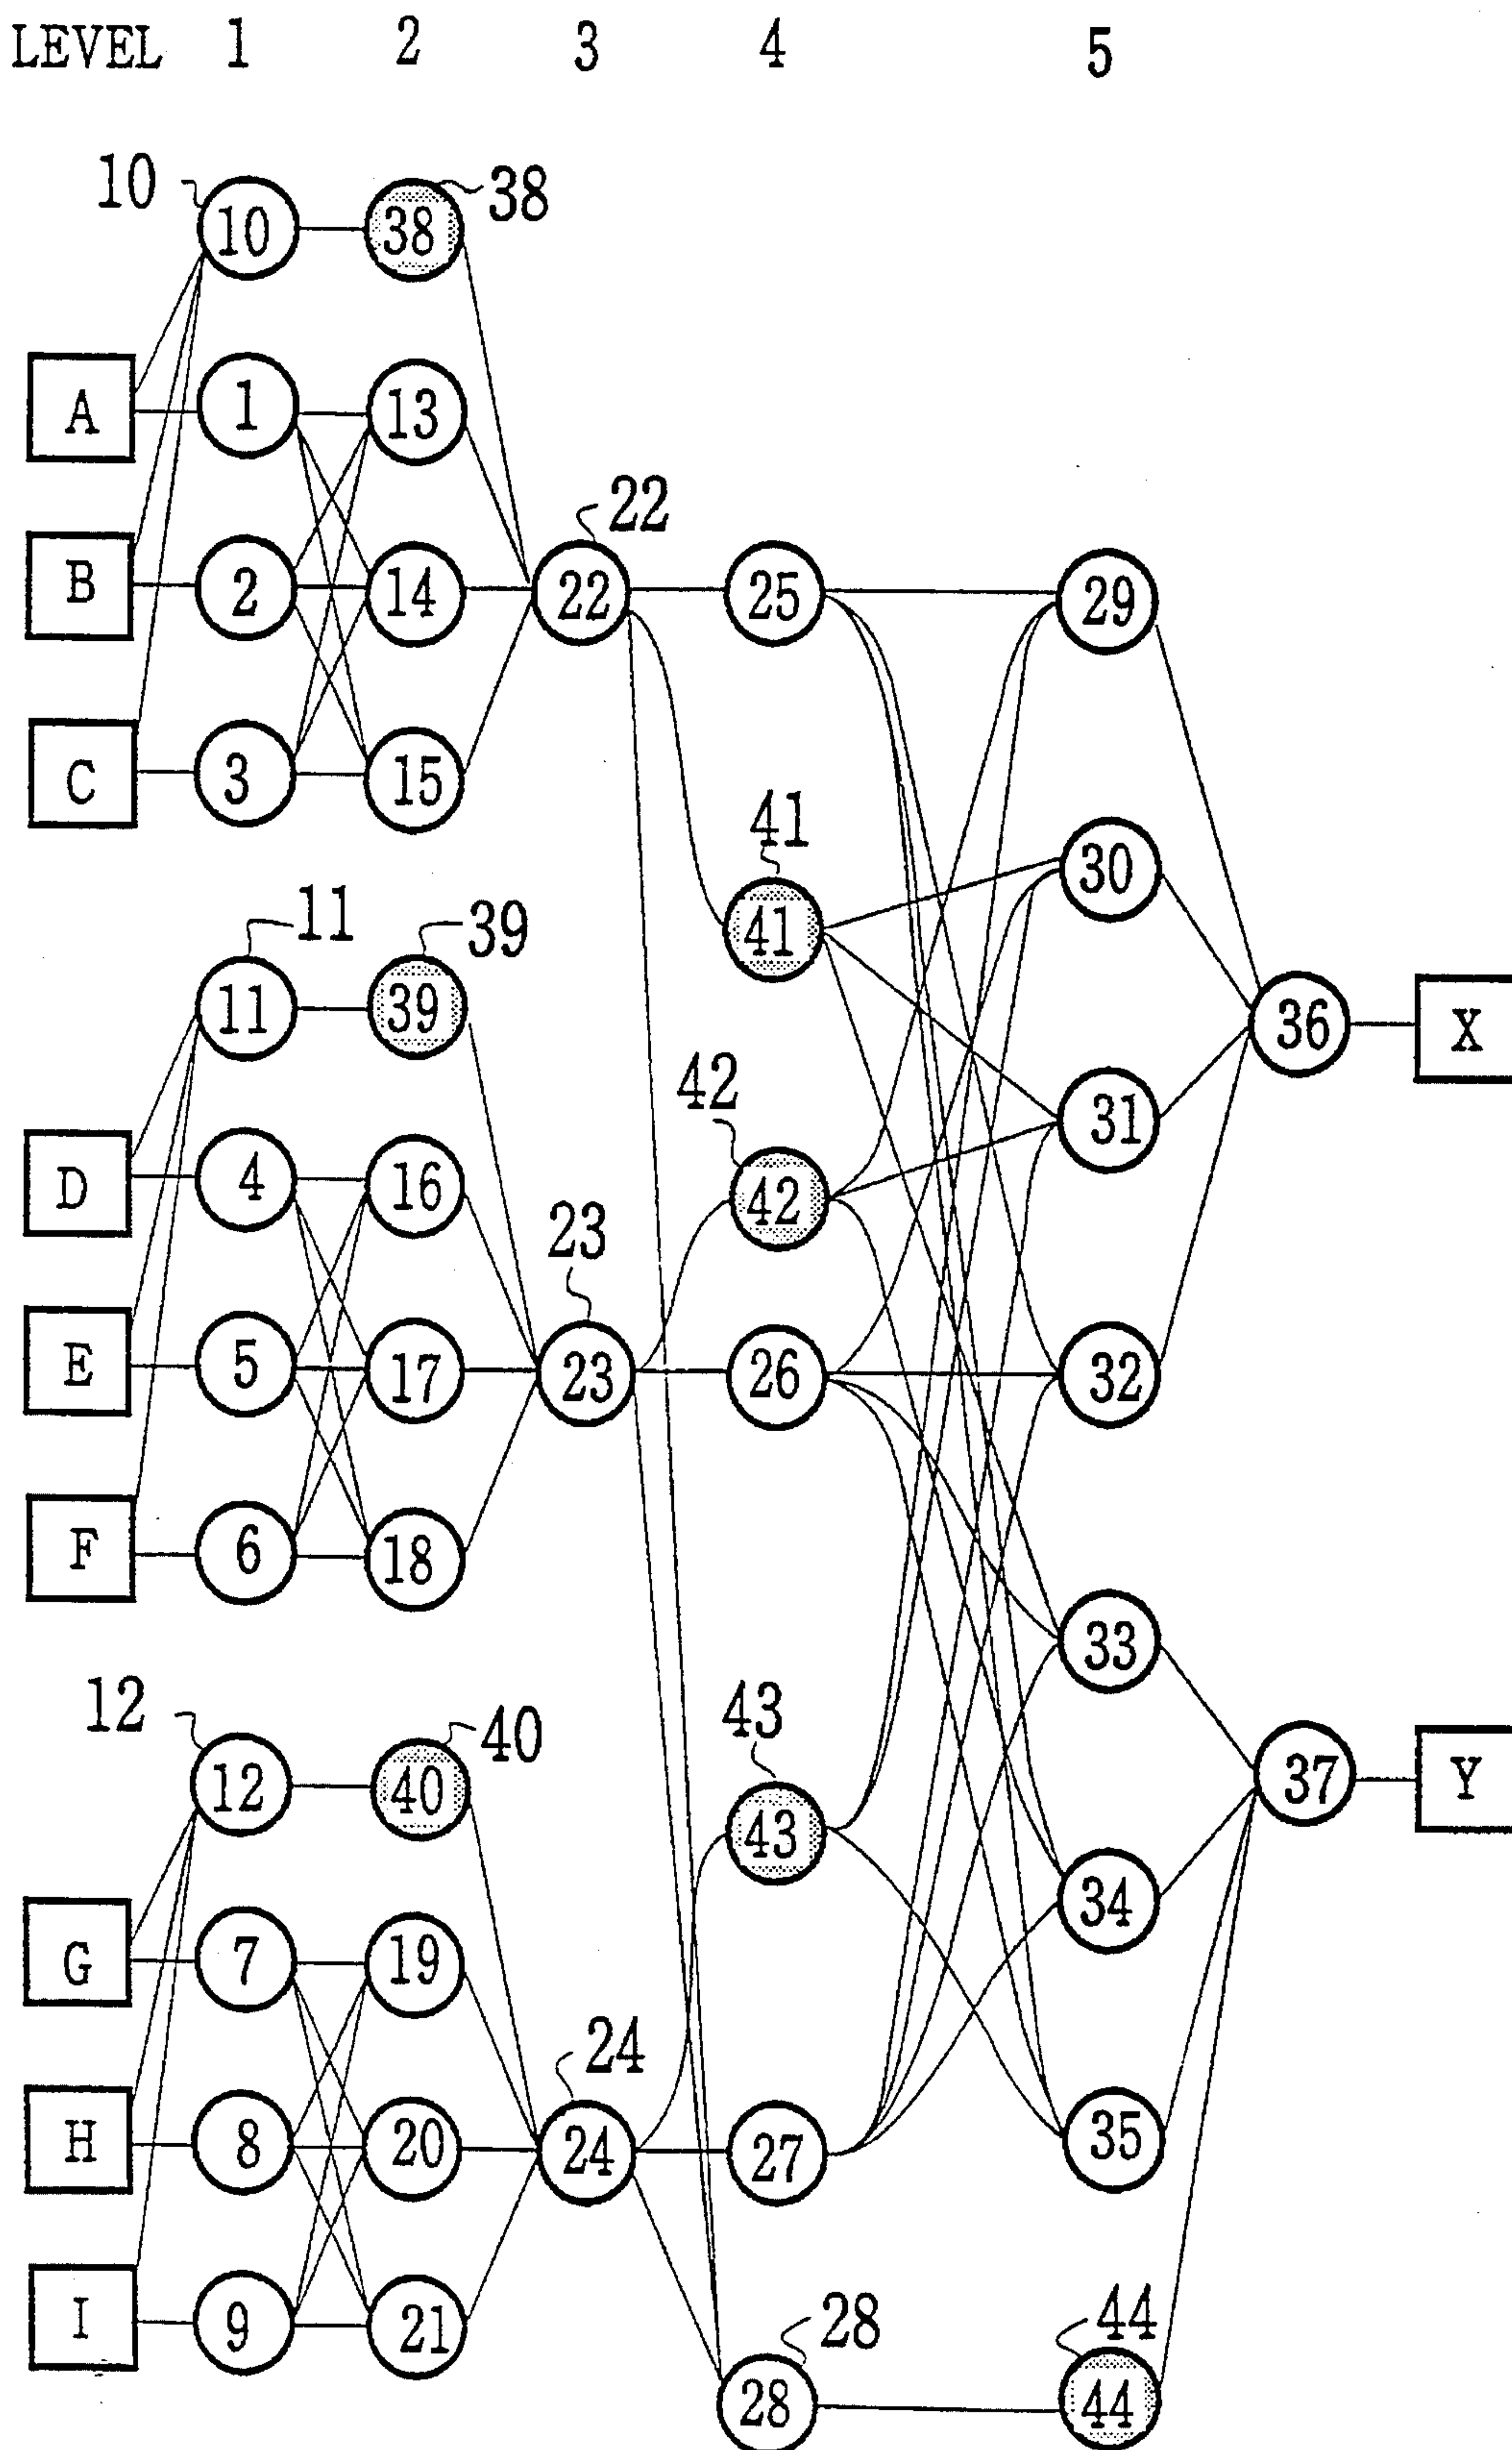 LEVEL 1 2 3 4 5
10 38
10 38
A 1 13
22
B 2 14 22 25 29
C 3 15
41
30
11 39
41
11 39
36 X
42
31
D 4 16 42
23
E 5 17 23 26 32
F 6 18
33
12 40 43
12 40
37 Y
43
34
G 7 19
24
H 8 20 24 27 35
I 9 21
28 44
28 44